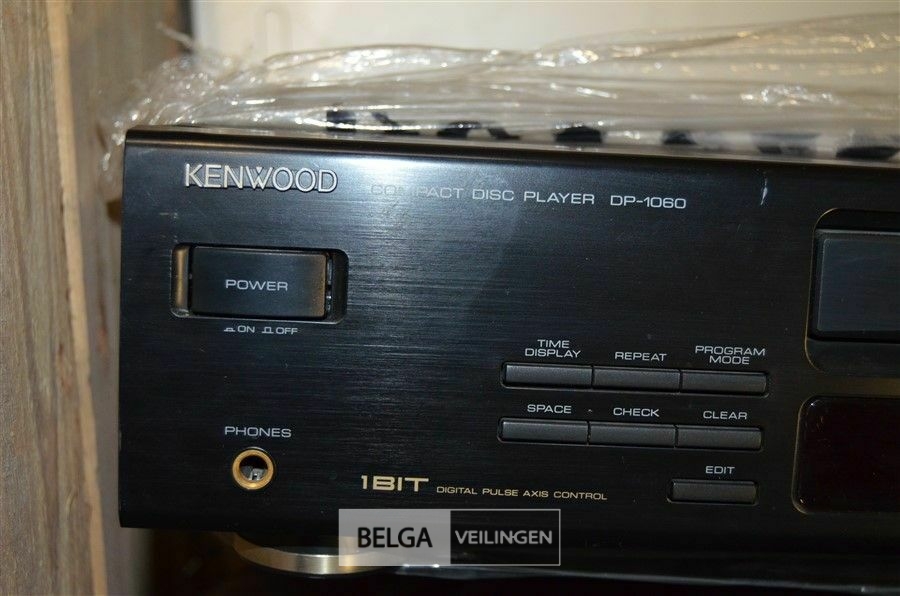 KENWOOD COMPACT DISC PLAYER DP-1060
POWER
ON OFF
TIME DISPLAY
REPEAT
PROGRAM MODE
SPACE
CHECK
CLEAR
EDIT
PHONES
1BIT DIGITAL PULSE AXIS CONTROL
BELGA VEILINGEN